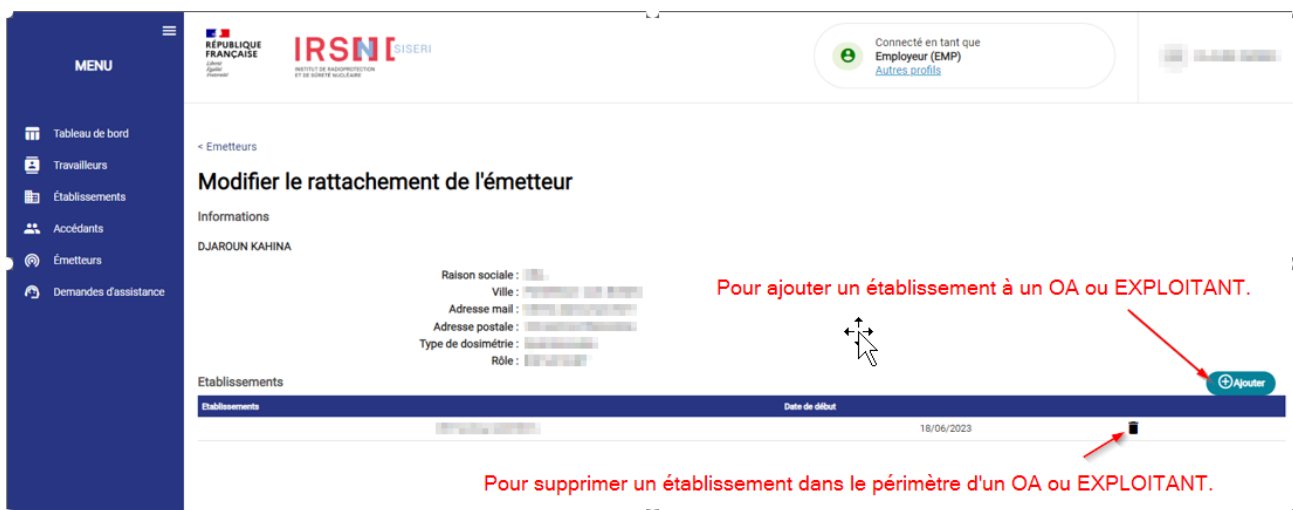 MENU
Tableau de bord
Travailleurs
Établissements
Accédants
Émetteurs
Demandes d'assistance
RÉPUBLIQUE
FRANÇAISE
Liberté
Égalité
Fraternité
IRSN
INSTITUT DE RADIOPROTECTION
ET DE SÛRETÉ NUCLÉAIRE
SISERI
Connecté en tant que
Employeur (EMP)
Autres profils
< Emetteurs
Modifier le rattachement de l'émetteur
Informations
DJAROUN KAHINA
Raison sociale :
Ville :
Adresse mail :
Adresse postale :
Type de dosimétrie :
Rôle :
Pour ajouter un établissement à un OA ou EXPLOITANT.
Etablissements
Ajouter
Etablissements Date de début
18/06/2023
Pour supprimer un établissement dans le périmètre d'un OA ou EXPLOITANT.